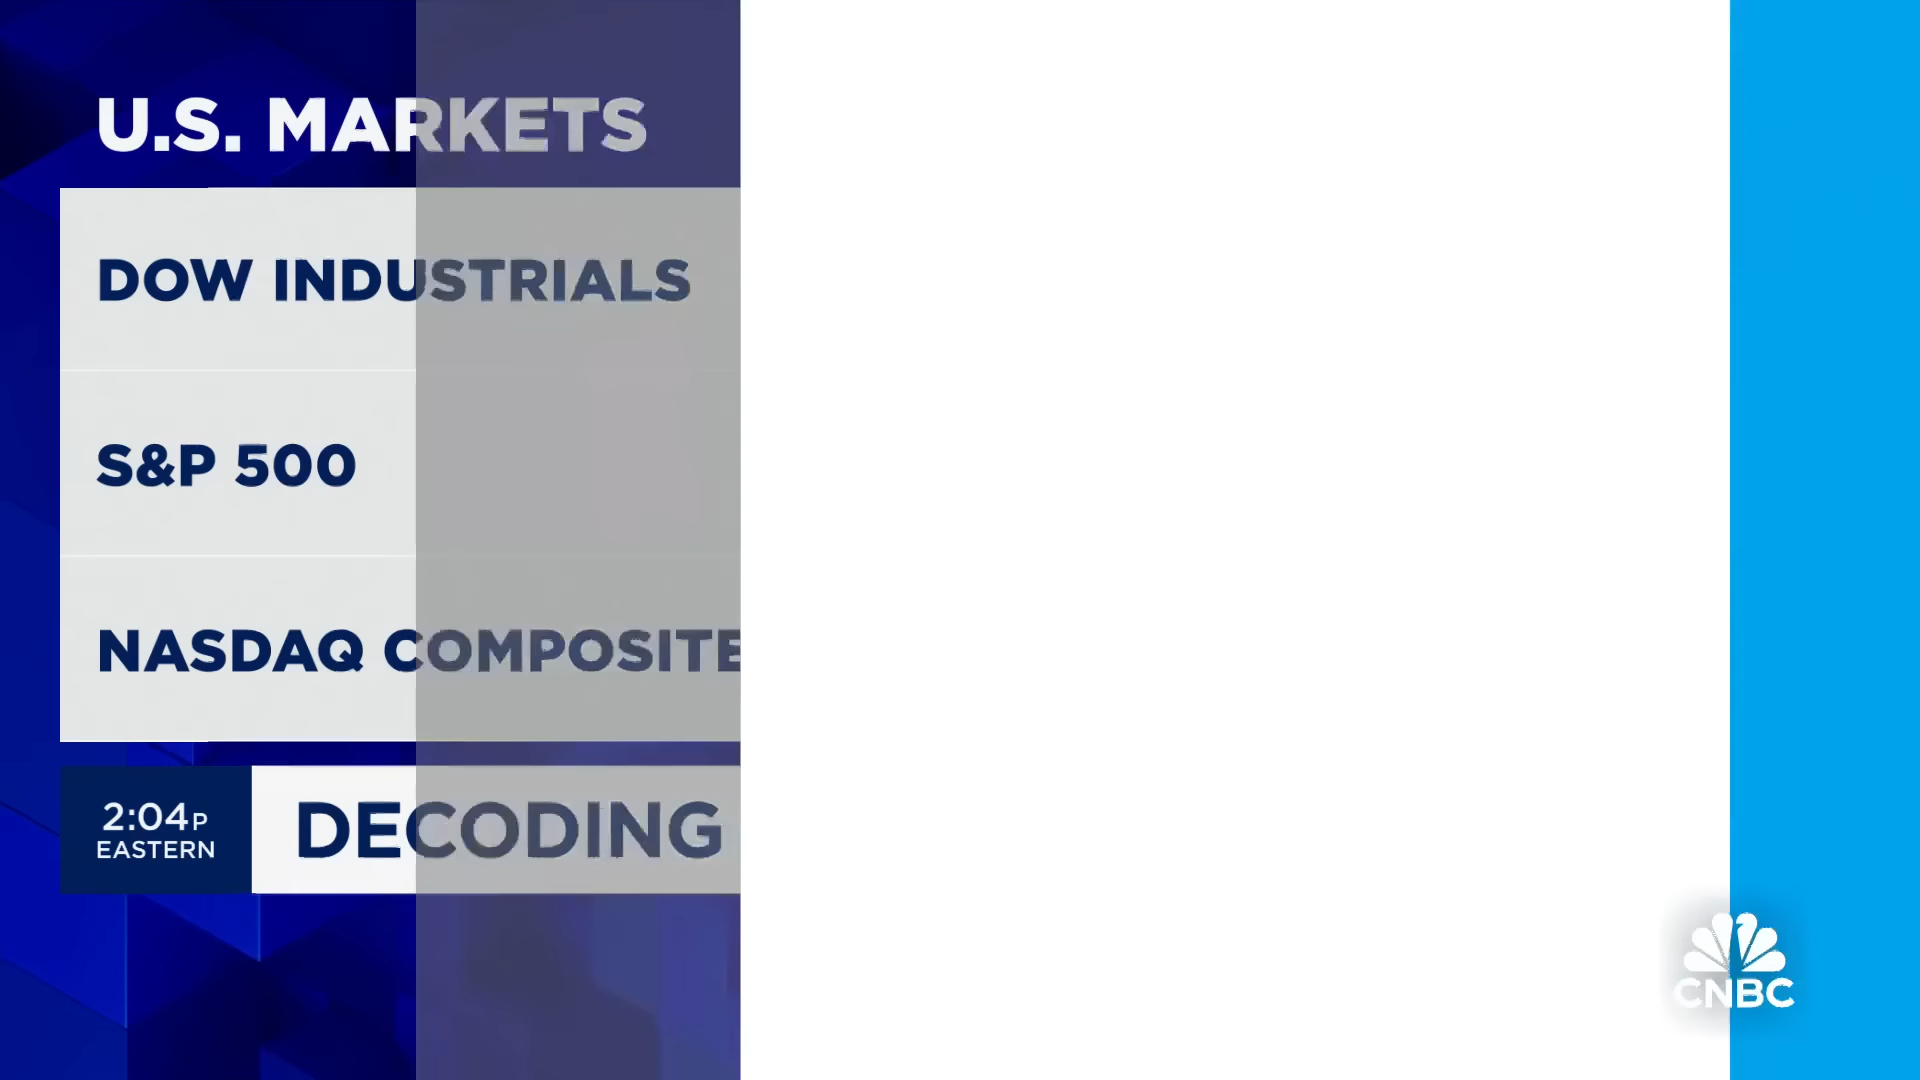 U.S. MARKETS
DOW INDUSTRIALS
S&P 500
NASDAQ COMPOSITE
2:04P
EASTERN
DECODING
CNBC